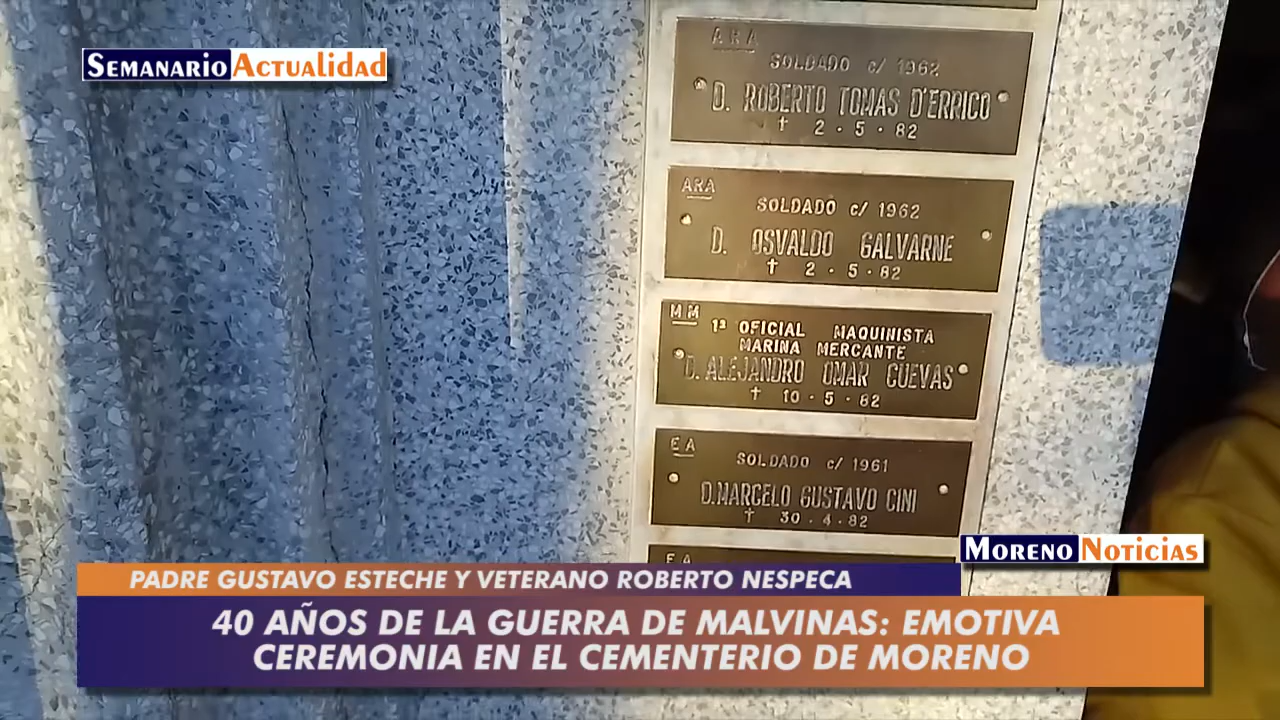 SEMANARIO ACTUALIDAD
ARA
SOLDADO c/ 1962
D. ROBERTO TOMAS D'ERRICO
† 2 · 5 · 82
ARA
SOLDADO c/ 1962
D. OSVALDO GALVARNE
† 2 · 5 · 82
MM
1ª OFICIAL MAQUINISTA
MARINA MERCANTE
D. ALEJANDRO OMAR CUEVAS
† 10 · 5 · 82
EA
SOLDADO c/ 1961
D. MARCELO GUSTAVO CINI
† 30 · 4 · 82
EA
MORENO NOTICIAS
PADRE GUSTAVO ESTECHE Y VETERANO ROBERTO NESPECA
40 AÑOS DE LA GUERRA DE MALVINAS: EMOTIVA
CEREMONIA EN EL CEMENTERIO DE MORENO